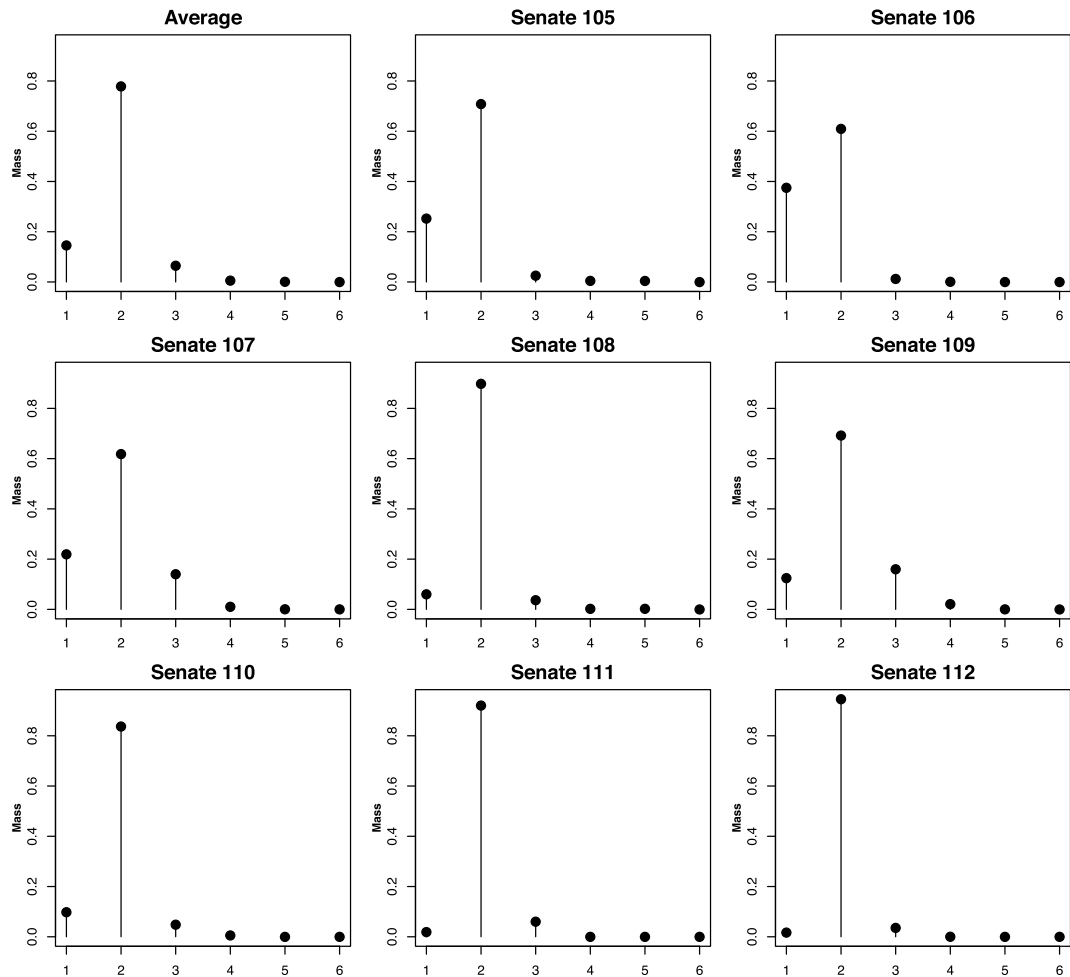 Average
Mass
0.0 0.2 0.4 0.6 0.8
1 2 3 4 5 6
Senate 105
Mass
0.0 0.2 0.4 0.6 0.8
1 2 3 4 5 6
Senate 106
Mass
0.0 0.2 0.4 0.6 0.8
1 2 3 4 5 6
Senate 107
Mass
0.0 0.2 0.4 0.6 0.8
1 2 3 4 5 6
Senate 108
Mass
0.0 0.2 0.4 0.6 0.8
1 2 3 4 5 6
Senate 109
Mass
0.0 0.2 0.4 0.6 0.8
1 2 3 4 5 6
Senate 110
Mass
0.0 0.2 0.4 0.6 0.8
1 2 3 4 5 6
Senate 111
Mass
0.0 0.2 0.4 0.6 0.8
1 2 3 4 5 6
Senate 112
Mass
0.0 0.2 0.4 0.6 0.8
1 2 3 4 5 6